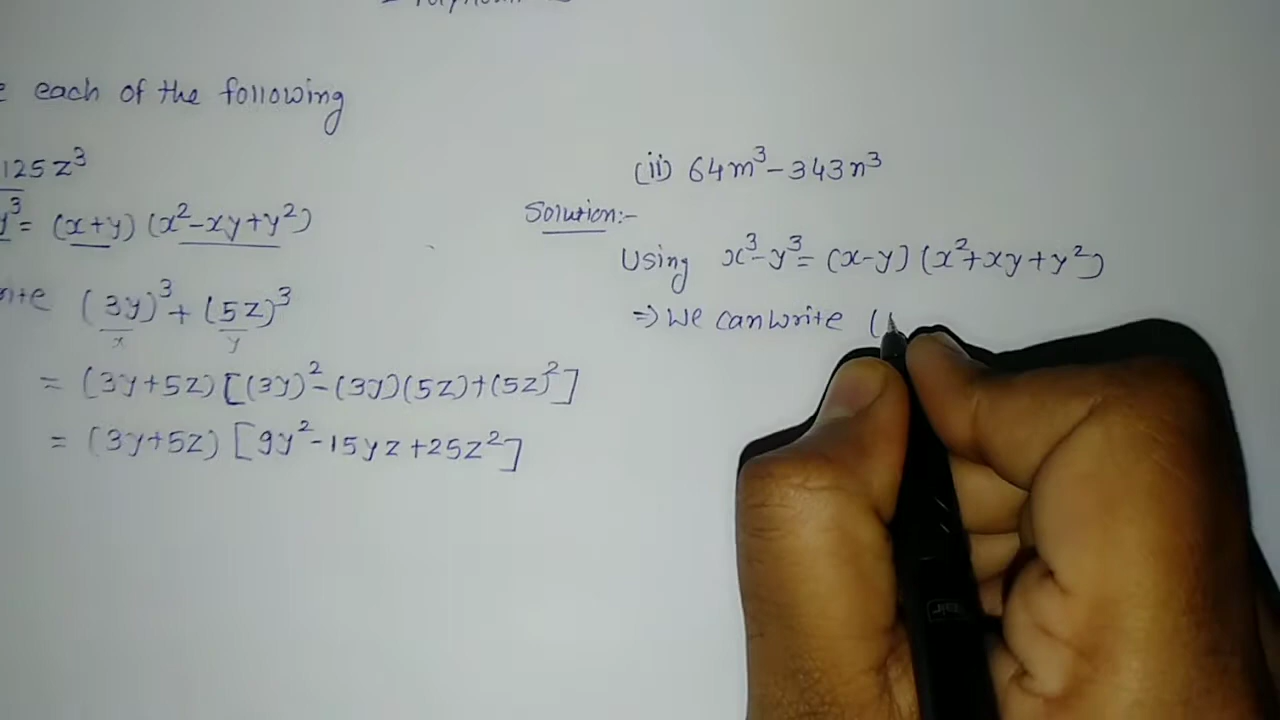 each of the following
125z³
y³ = (x+y) (x²-xy+y²)
(3y)³ + (5z)³
x y
= (3y+5z) [(3y)² - (3y)(5z) + (5z)²]
= (3y+5z) [9y² - 15yz + 25z²]
(ii) 64m³ - 343n³
Solution:-
Using x³-y³ = (x-y) (x²+xy+y²)
=> We can write (